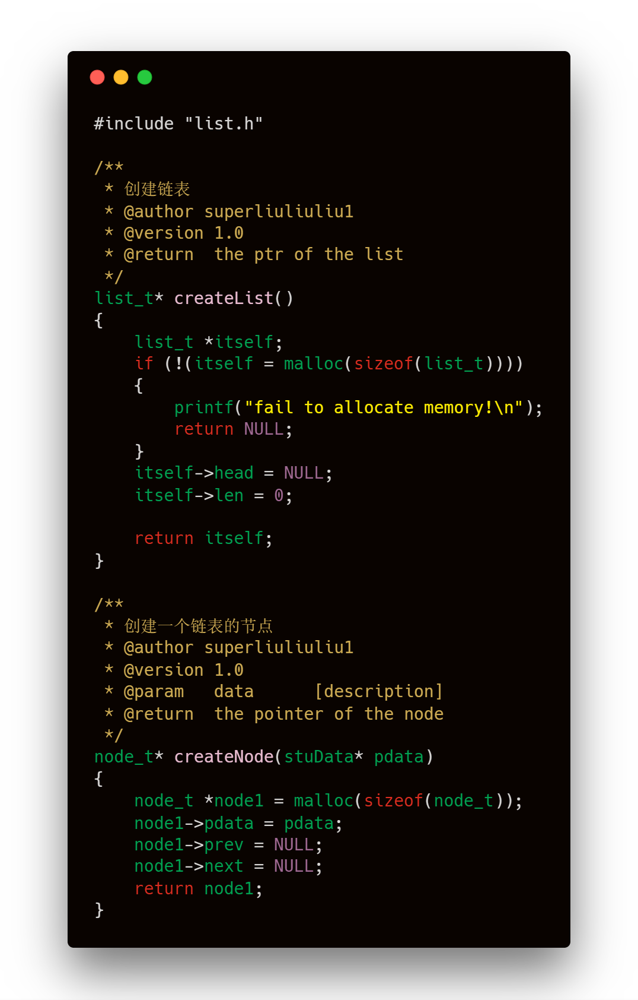 #include "list.h"

/**
 * 创建链表
 * @author superliuliuliu1
 * @version 1.0
 * @return  the ptr of the list
 */
list_t* createList()
{
    list_t *itself;
    if (!(itself = malloc(sizeof(list_t))))
    {
        printf("fail to allocate memory!\n");
        return NULL;
    }
    itself->head = NULL;
    itself->len = 0;

    return itself;
}

/**
 * 创建一个链表的节点
 * @author superliuliuliu1
 * @version 1.0
 * @param   data      [description]
 * @return  the pointer of the node
 */
node_t* createNode(stuData* pdata)
{
    node_t *node1 = malloc(sizeof(node_t));
    node1->pdata = pdata;
    node1->prev = NULL;
    node1->next = NULL;
    return node1;
}